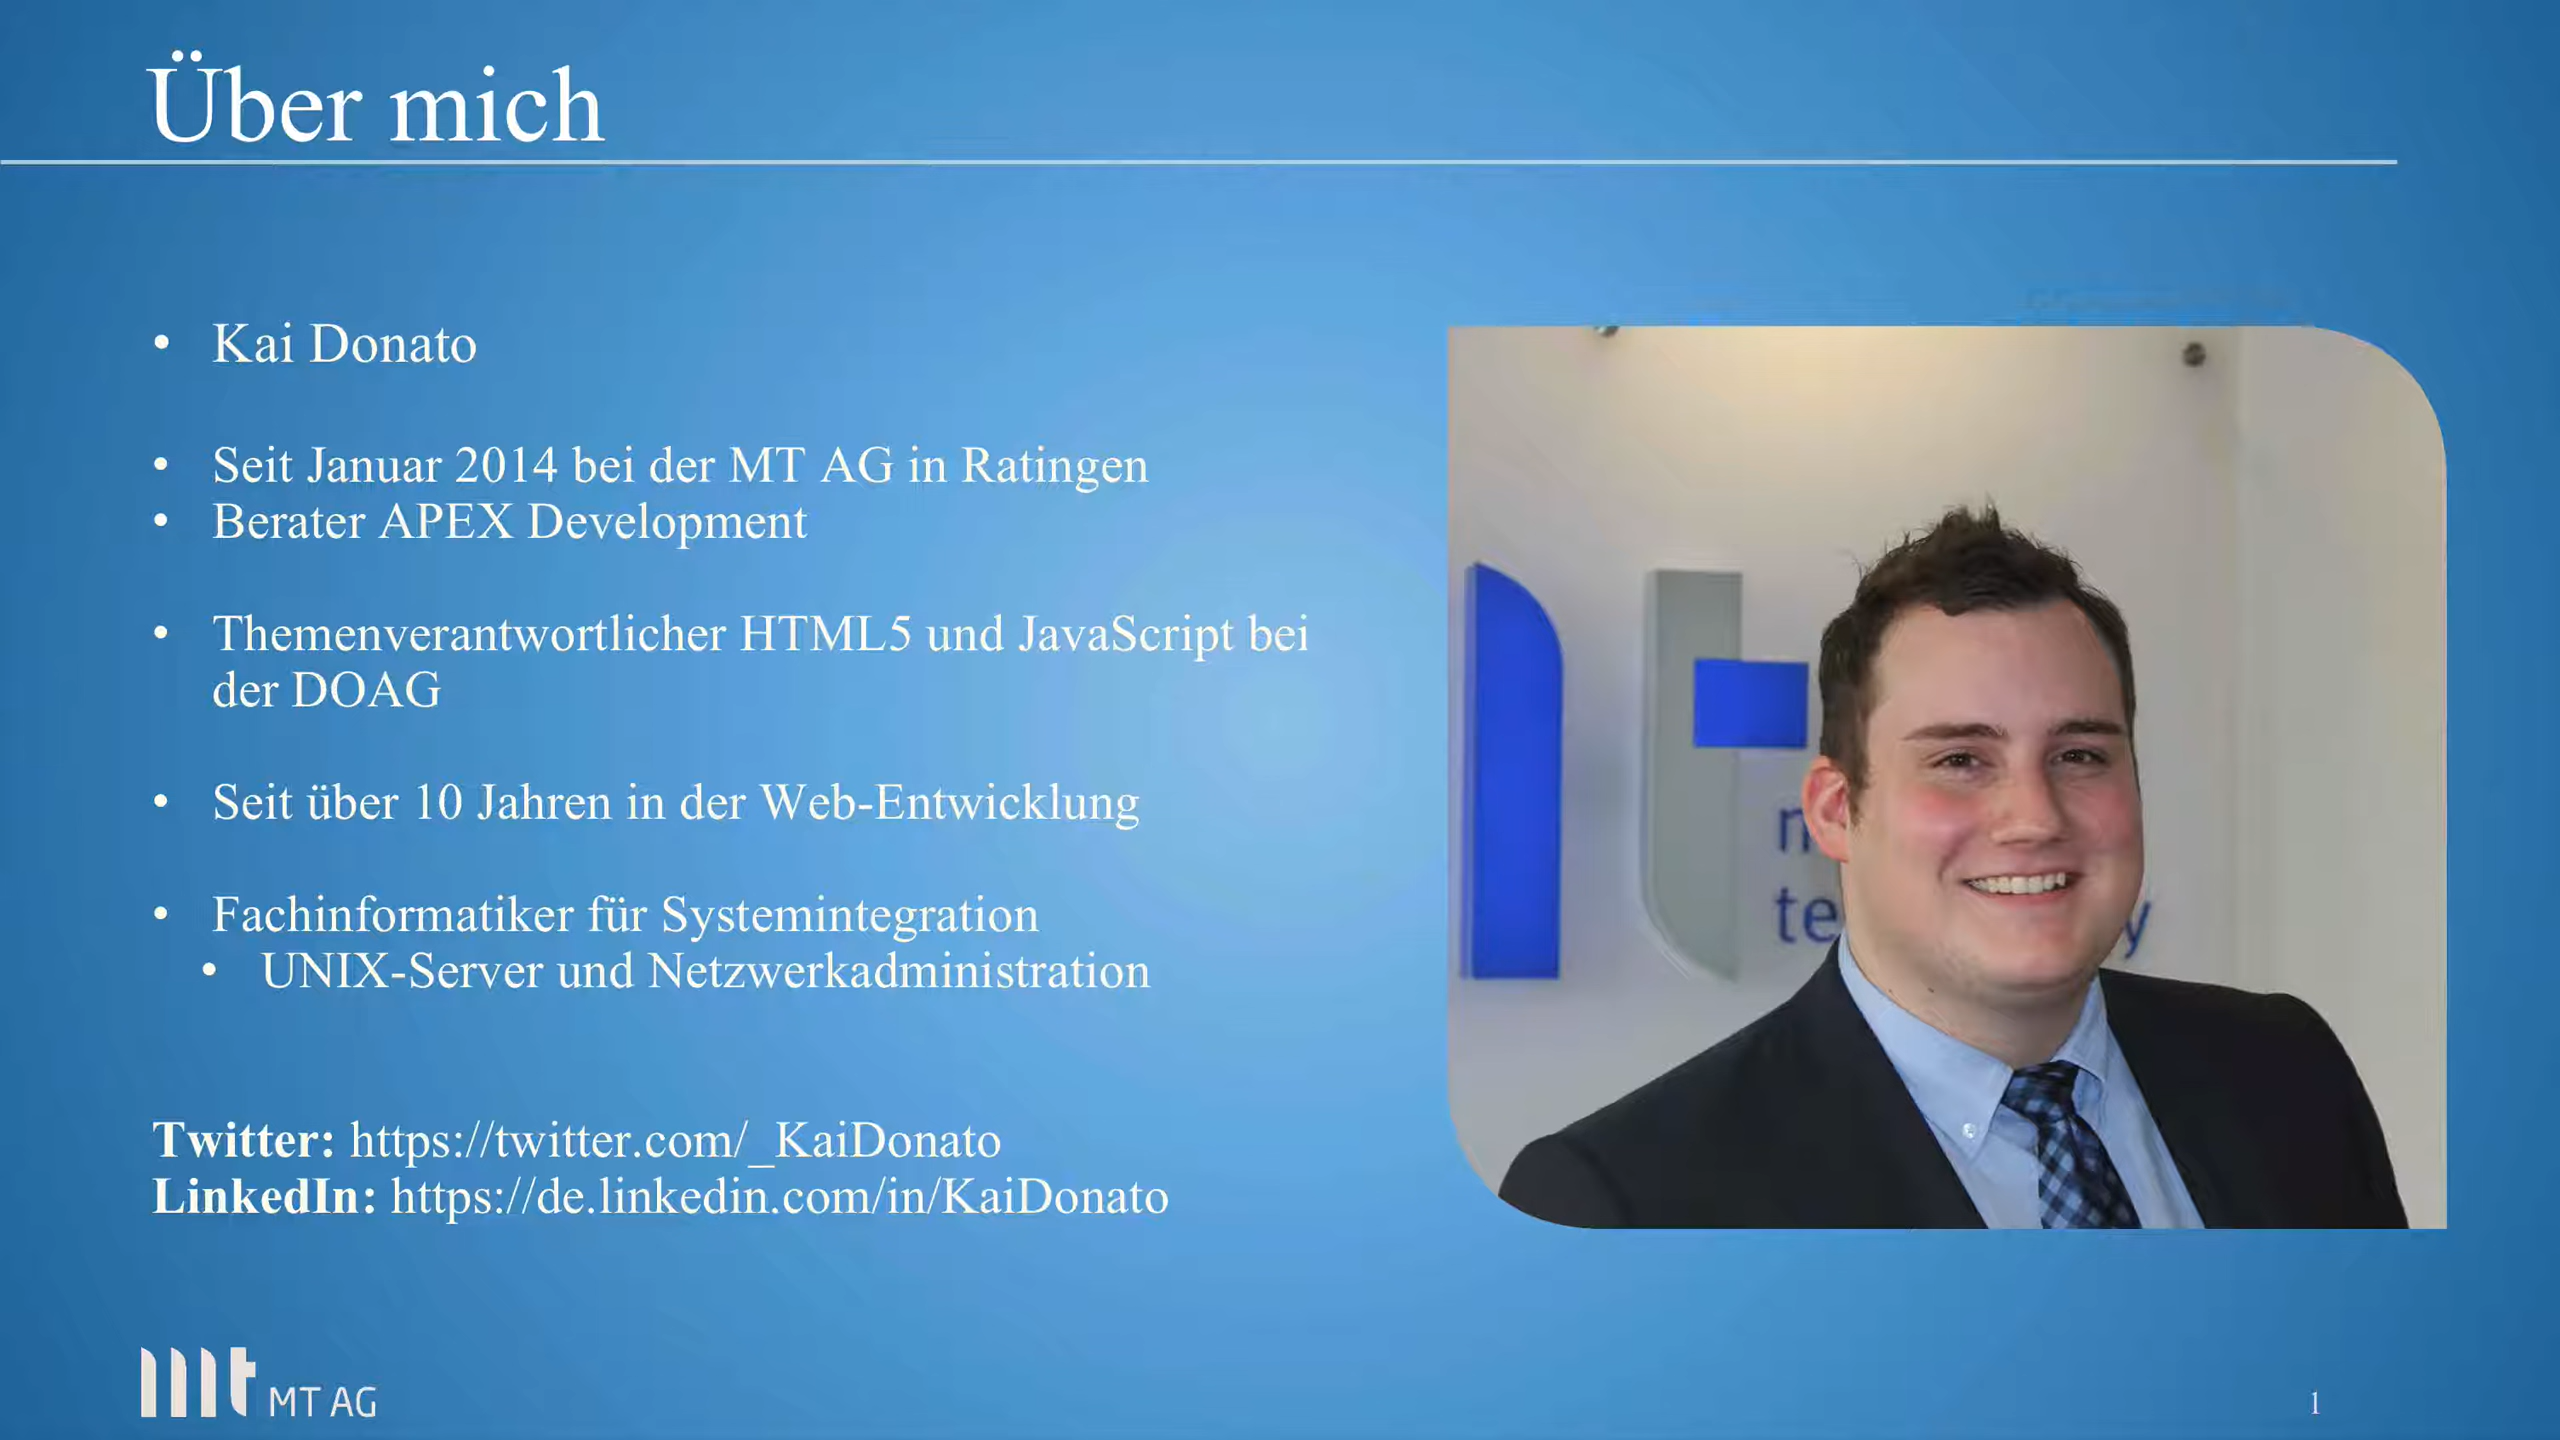 Über mich
• Kai Donato
• Seit Januar 2014 bei der MT AG in Ratingen
• Berater APEX Development
• Themenverantwortlicher HTML5 und JavaScript bei
der DOAG
• Seit über 10 Jahren in der Web-Entwicklung
• Fachinformatiker für Systemintegration
• UNIX-Server und Netzwerkadministration
Twitter: https://twitter.com/_KaiDonato
LinkedIn: https://de.linkedin.com/in/KaiDonato
mt MT AG
1